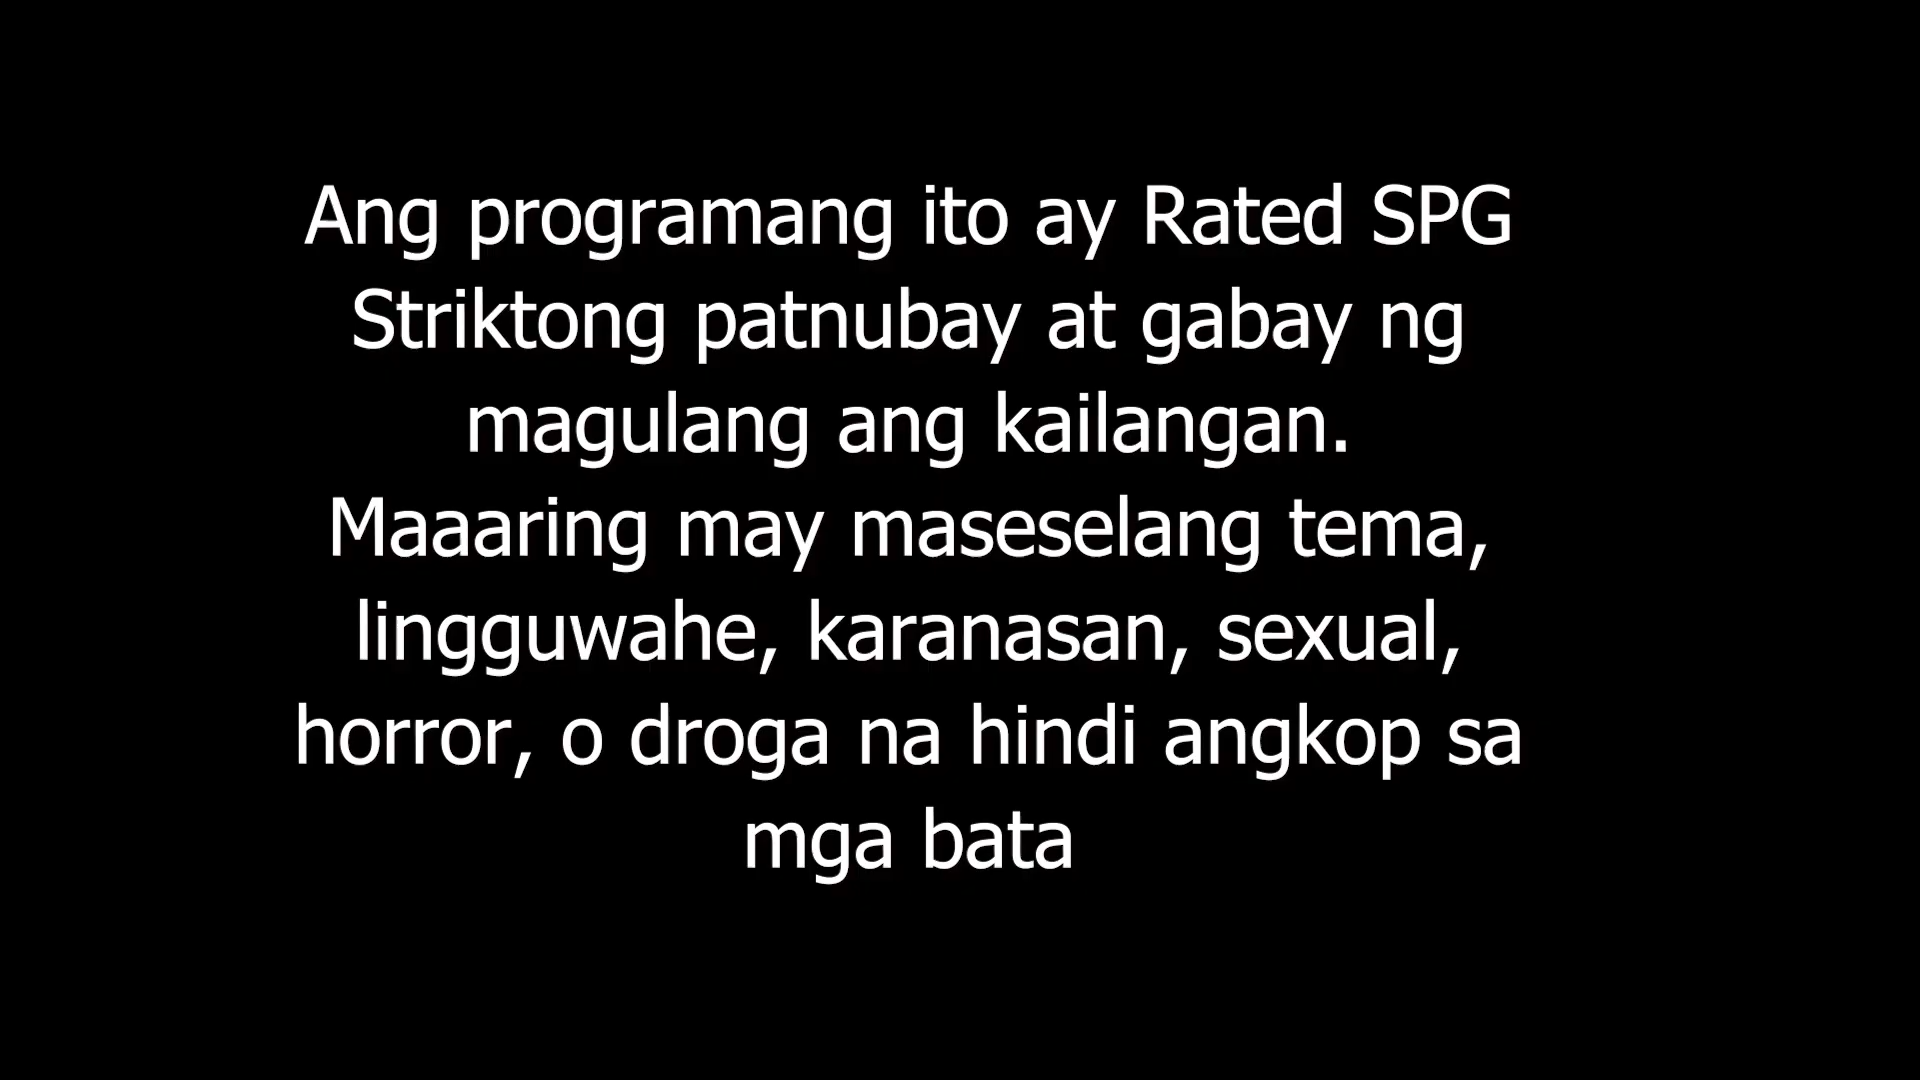 Ang programang ito ay Rated SPG
Striktong patnubay at gabay ng
magulang ang kailangan.
Maaaring may maseselang tema,
lingguwahe, karanasan, sexual,
horror, o droga na hindi angkop sa
mga bata